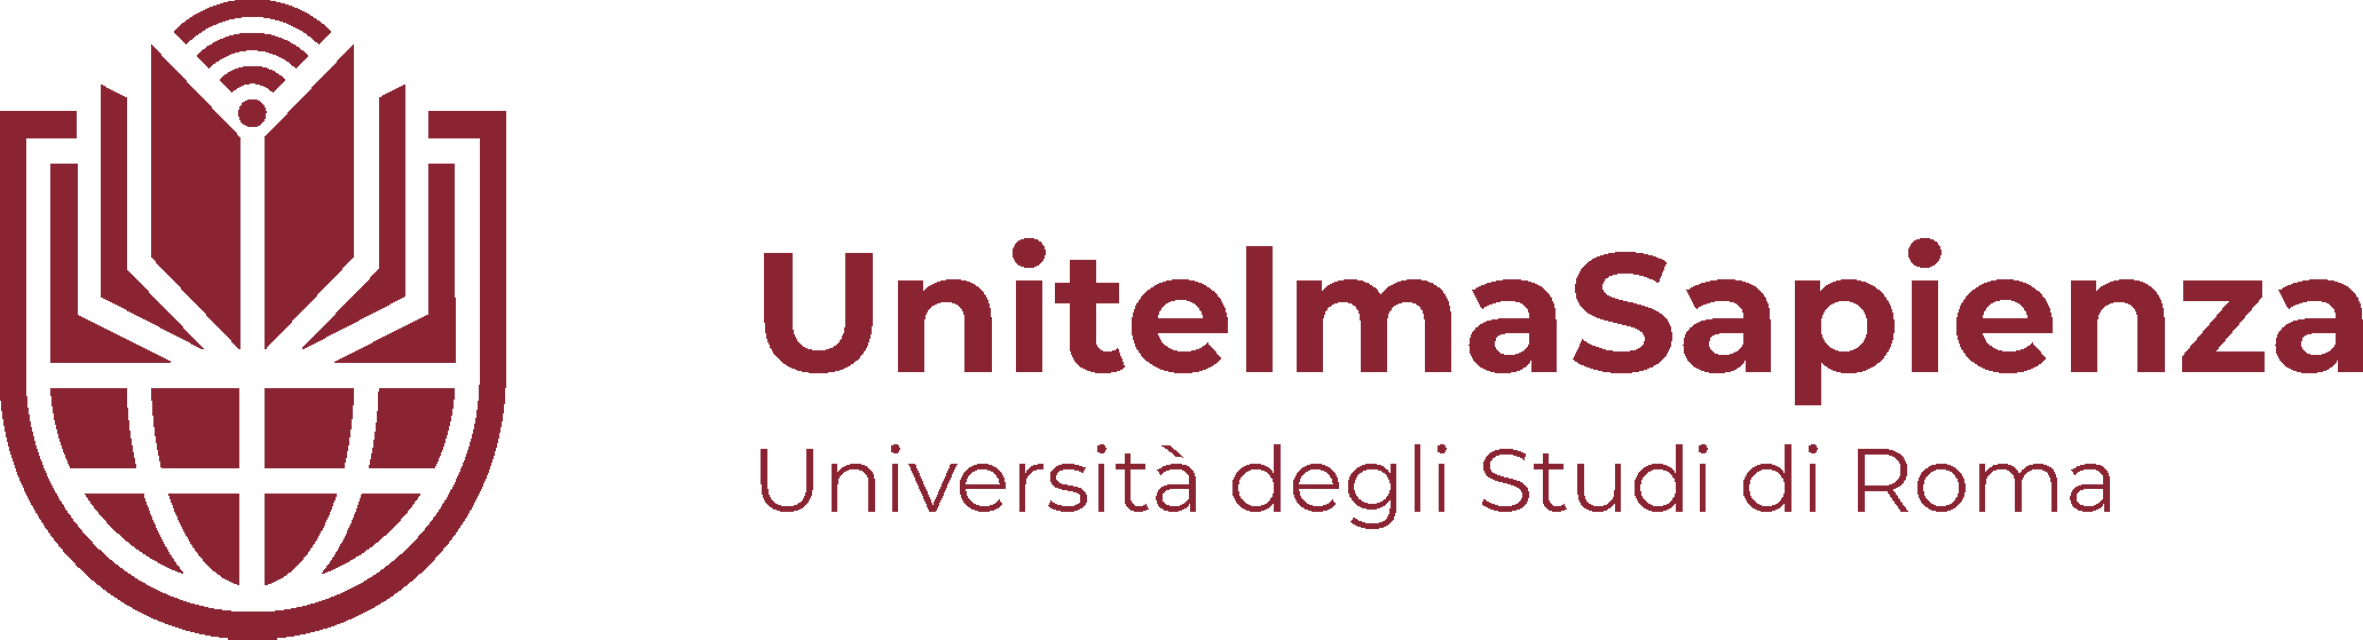 UnitelmaSapienza
Università degli Studi di Roma